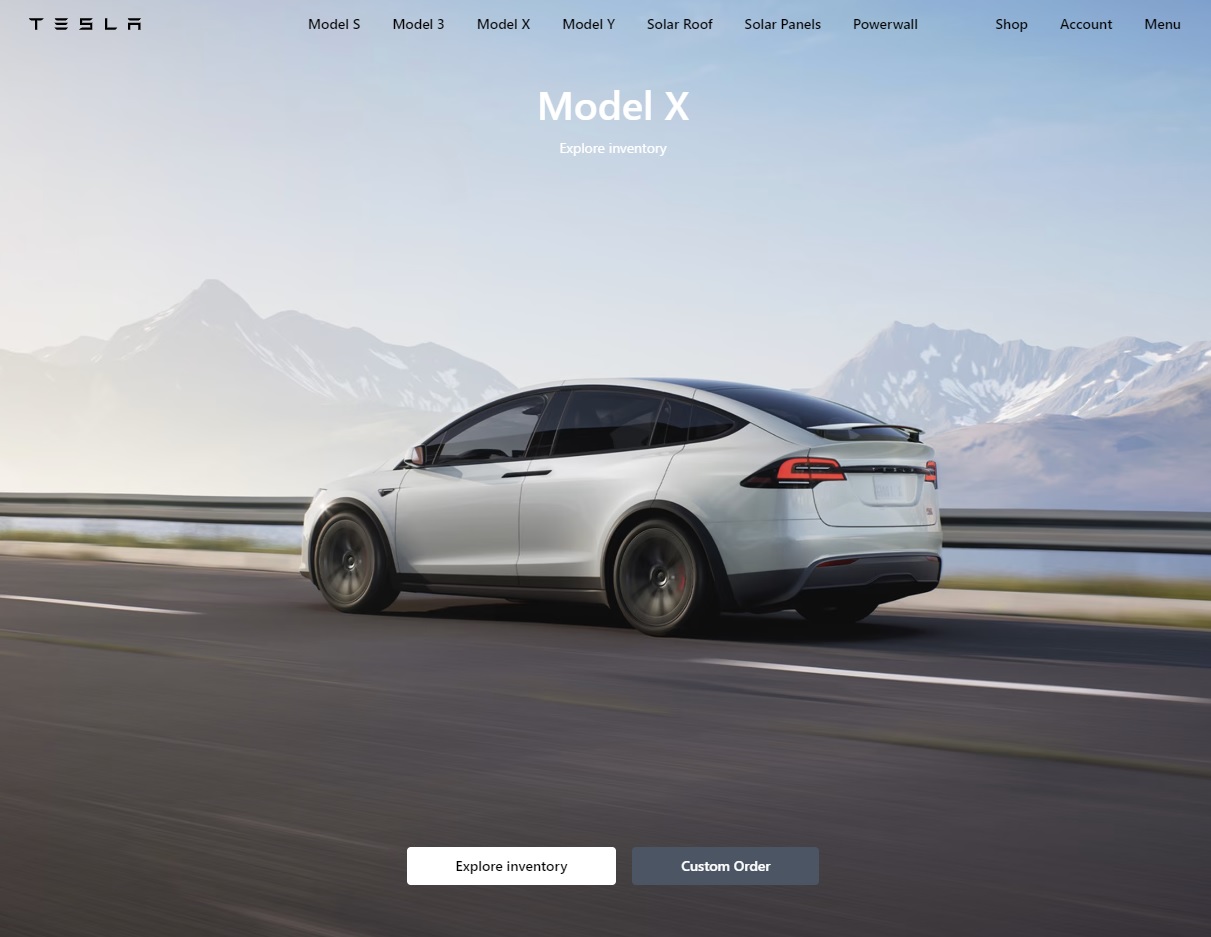 TESLA
Model S
Model 3
Model X
Model Y
Solar Roof
Solar Panels
Powerwall
Shop
Account
Menu
Model X
Explore inventory
TESLA
Explore inventory
Custom Order